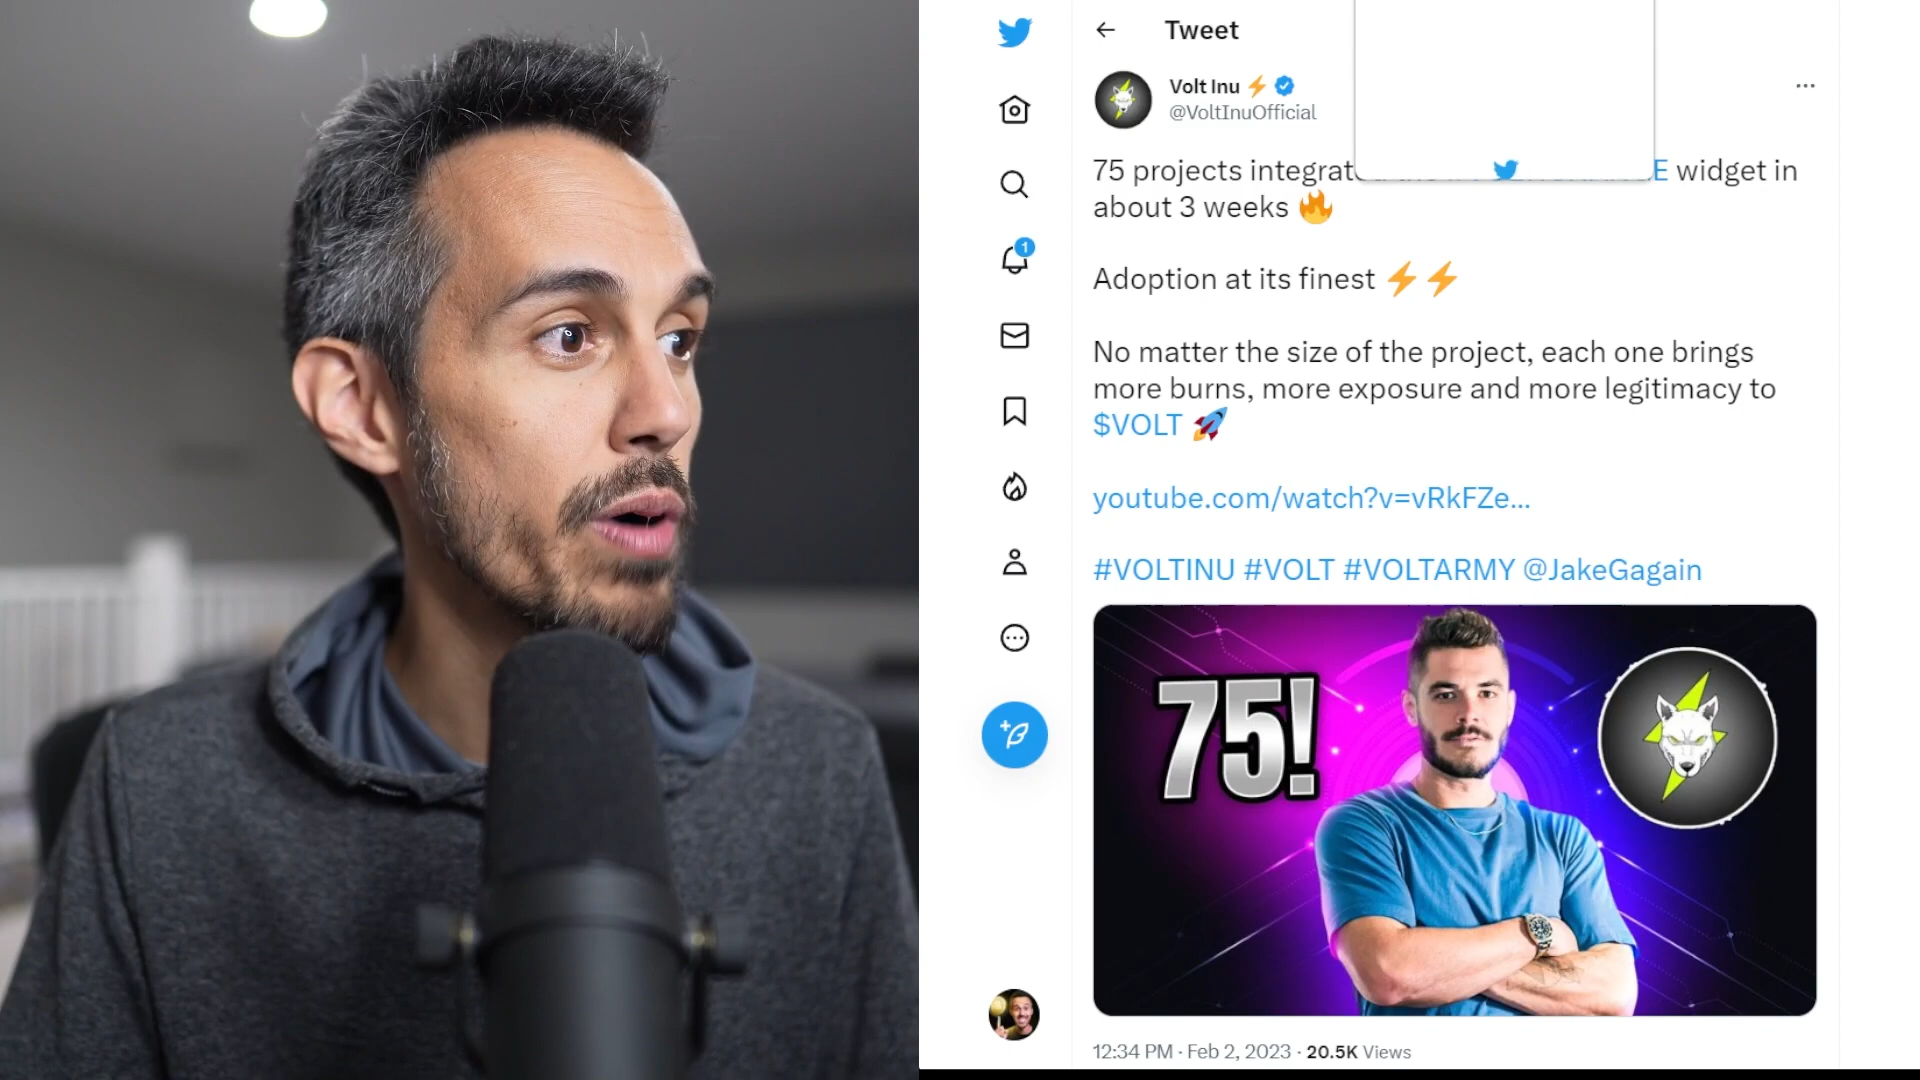 Tweet
Volt Inu
@VoltInuOfficial
75 projects widget in
about 3 weeks
Adoption at its finest
No matter the size of the project, each one brings
more burns, more exposure and more legitimacy to
$VOLT
youtube.com/watch?v=vRkFZe...
#VOLTINU #VOLT #VOLTARMY @JakeGagain
75!
12:34 PM · Feb 2, 2023 · 20.5K Views
1